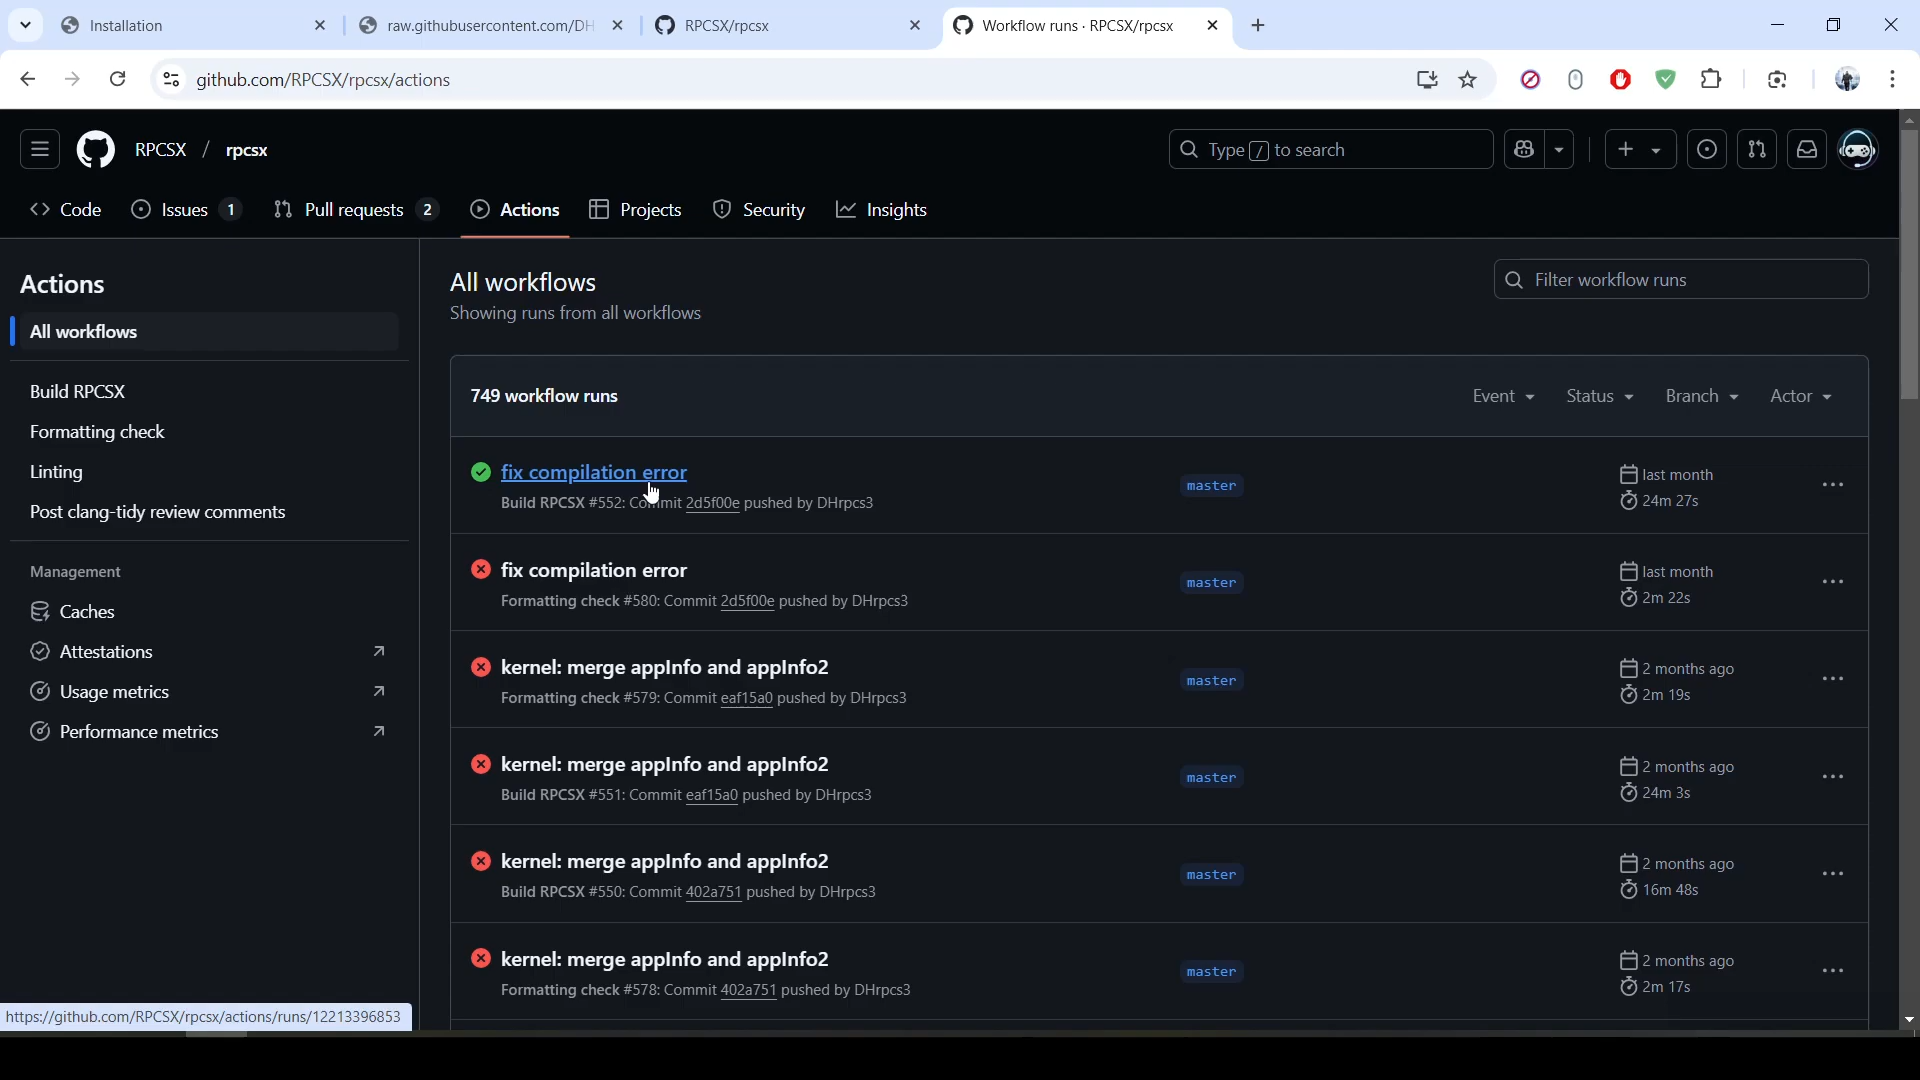 Installation
raw.githubusercontent.com/DH
RPCSX/rpcsx
Workflow runs · RPCSX/rpcsx
github.com/RPCSX/rpcsx/actions
RPCSX / rpcsx
Type / to search
Code
Issues 1
Pull requests 2
Actions
Projects
Security
Insights
Actions
All workflows
Build RPCSX
Formatting check
Linting
Post clang-tidy review comments
Management
Caches
Attestations
Usage metrics
Performance metrics
All workflows
Showing runs from all workflows
Filter workflow runs
749 workflow runs
Event
Status
Branch
Actor
fix compilation error
Build RPCSX #552: Commit 2d5f00e pushed by DHrpcs3
master
last month
24m 27s
fix compilation error
Formatting check #580: Commit 2d5f00e pushed by DHrpcs3
master
last month
2m 22s
kernel: merge appInfo and appInfo2
Formatting check #579: Commit eaf15a0 pushed by DHrpcs3
master
2 months ago
2m 19s
kernel: merge appInfo and appInfo2
Build RPCSX #551: Commit eaf15a0 pushed by DHrpcs3
master
2 months ago
24m 3s
kernel: merge appInfo and appInfo2
Build RPCSX #550: Commit 402a751 pushed by DHrpcs3
master
2 months ago
16m 48s
kernel: merge appInfo and appInfo2
Formatting check #578: Commit 402a751 pushed by DHrpcs3
master
2 months ago
2m 17s
https://github.com/RPCSX/rpcsx/actions/runs/12213396853